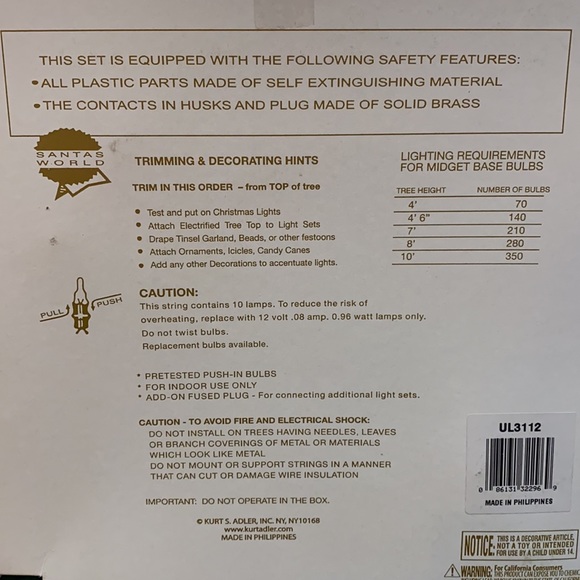 THIS SET IS EQUIPPED WITH THE FOLLOWING SAFETY FEATURES:
•ALL PLASTIC PARTS MADE OF SELF EXTINGUISHING MATERIAL
•THE CONTACTS IN HUSKS AND PLUG MADE OF SOLID BRASS
SANTAS
WORLD
TRIMMING & DECORATING HINTS
TRIM IN THIS ORDER – from TOP of tree
• Test and put on Christmas Lights
• Attach Electrified Tree Top to Light Sets
• Drape Tinsel Garland, Beads, or other festoons
• Attach Ornaments, Icicles, Candy Canes
• Add any other Decorations to accentuate lights.
LIGHTING REQUIREMENTS
FOR MIDGET BASE BULBS
TREE HEIGHT NUMBER OF BULBS
4' 70
4' 6" 140
7' 210
8' 280
10' 350
PULL PUSH
CAUTION:
This string contains 10 lamps. To reduce the risk of
overheating, replace with 12 volt .08 amp. 0.96 watt lamps only.
Do not twist bulbs.
Replacement bulbs available.
* PRETESTED PUSH-IN BULBS
* FOR INDOOR USE ONLY
* ADD-ON FUSED PLUG - For connecting additional light sets.
CAUTION - TO AVOID FIRE AND ELECTRICAL SHOCK:
DO NOT INSTALL ON TREES HAVING NEEDLES, LEAVES
OR BRANCH COVERINGS OF METAL OR MATERIALS
WHICH LOOK LIKE METAL
DO NOT MOUNT OR SUPPORT STRINGS IN A MANNER
THAT CAN CUT OR DAMAGE WIRE INSULATION
IMPORTANT: DO NOT OPERATE IN THE BOX.
© KURT S. ADLER, INC. NY, NY10168
www.kurtadler.com
MADE IN PHILIPPINES
UL3112
0 86131 32296 9
MADE IN PHILIPPINES
NOTICE: THIS IS A DECORATIVE ARTICLE,
NOT A TOY OR INTENDED
FOR USE BY A CHILD UNDER 14.
WARNING: For California Consumers
THIS PRODUCT CAN EXPOSE YOU TO